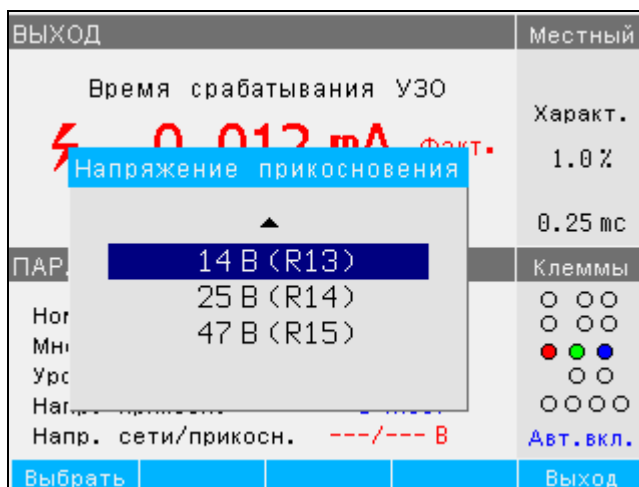 ВЫХОД
Местный
Время срабатывания УЗО
Характ.
1.0 %
0.25 mc
Напряжение прикосновения
14 В (R13)
25 В (R14)
47 В (R15)
Клеммы
Напр. сети/прикосн. ---/--- В
Авт.вкл.
Выбрать
Выход